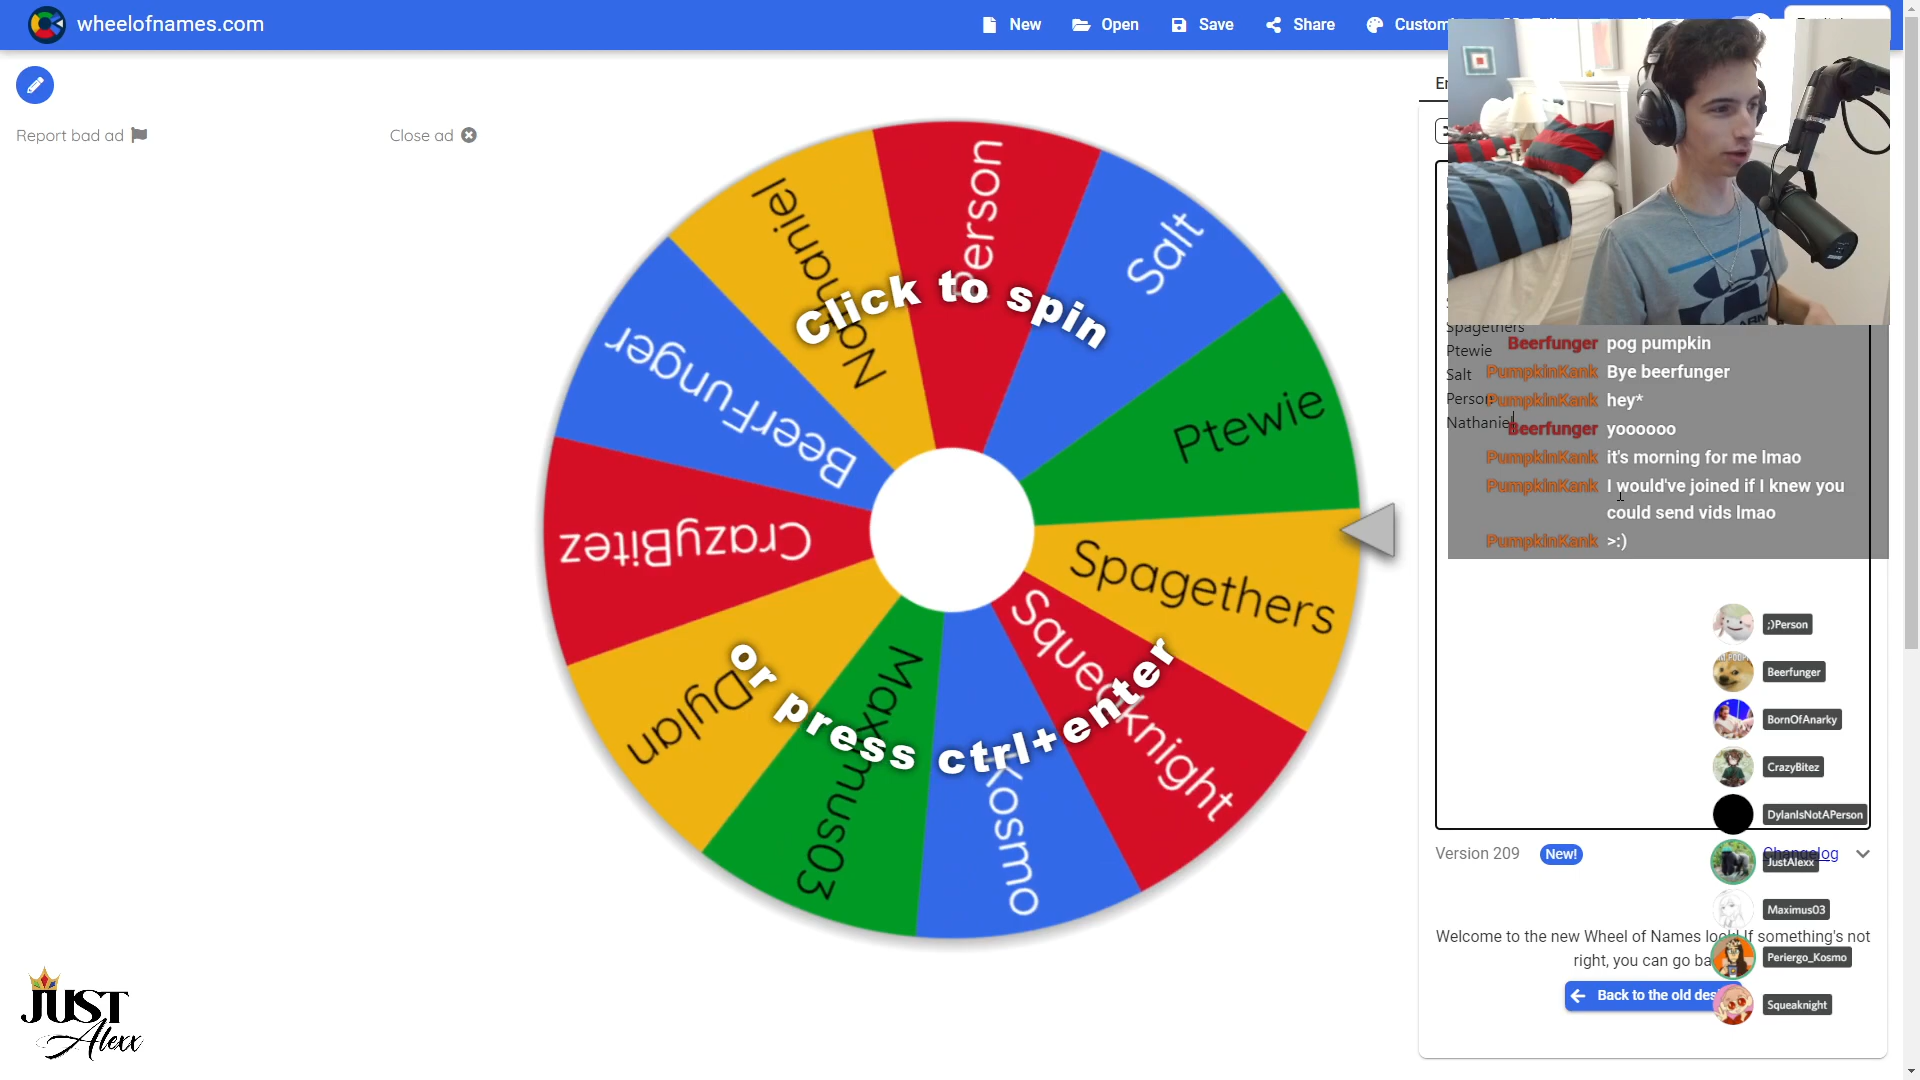 wheelofnames.com
New
Open
Save
Share
Report bad ad
Close ad
Person
Salt
Ptewie
Spagethers
Squeaknight
Kosmo
Maximus03
Dylan
CrazyBitez
BeerFunger
Nathaniel
Click to spin
or press ctrl+enter
Spagethers
Ptewie
Salt
Person
Nathaniel
Beerfunger pog pumpkin
PumpkinKank Bye beerfunger
PumpkinKank hey*
Beerfunger yoooooo
PumpkinKank it's morning for me lmao
PumpkinKank I would've joined if I knew you
could send vids lmao
PumpkinKank >:)
;)Person
Beerfunger
BornOfAnarky
CrazyBitez
DylanIsNotAPerson
Version 209 New! Changelog
JustAlexx
Maximus03
Welcome to the new Wheel of Names look! If something's not
right, you can go
Periergo_Kosmo
Back to the old
Squeaknight
JUST
Alexx